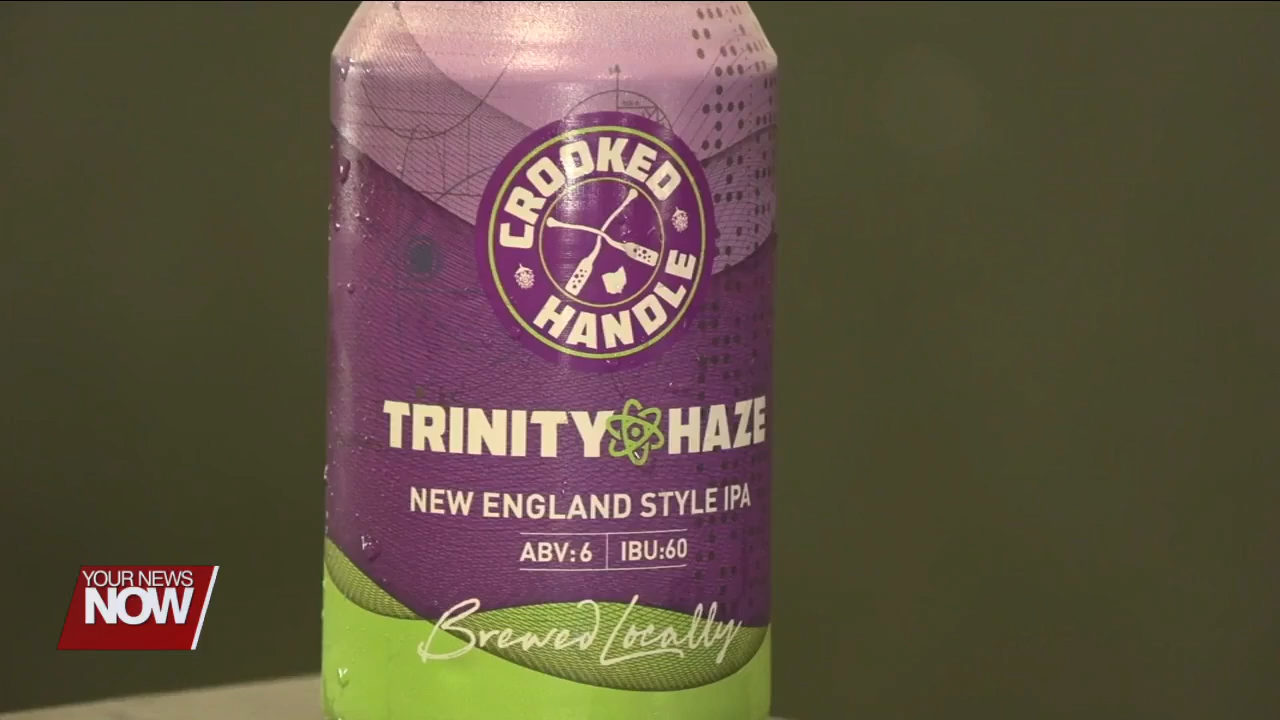 CROOKED
HANDLE
TRINITY HAZE
NEW ENGLAND STYLE IPA
ABV:6 IBU:60
Brewed Locally
YOUR NEWS
NOW